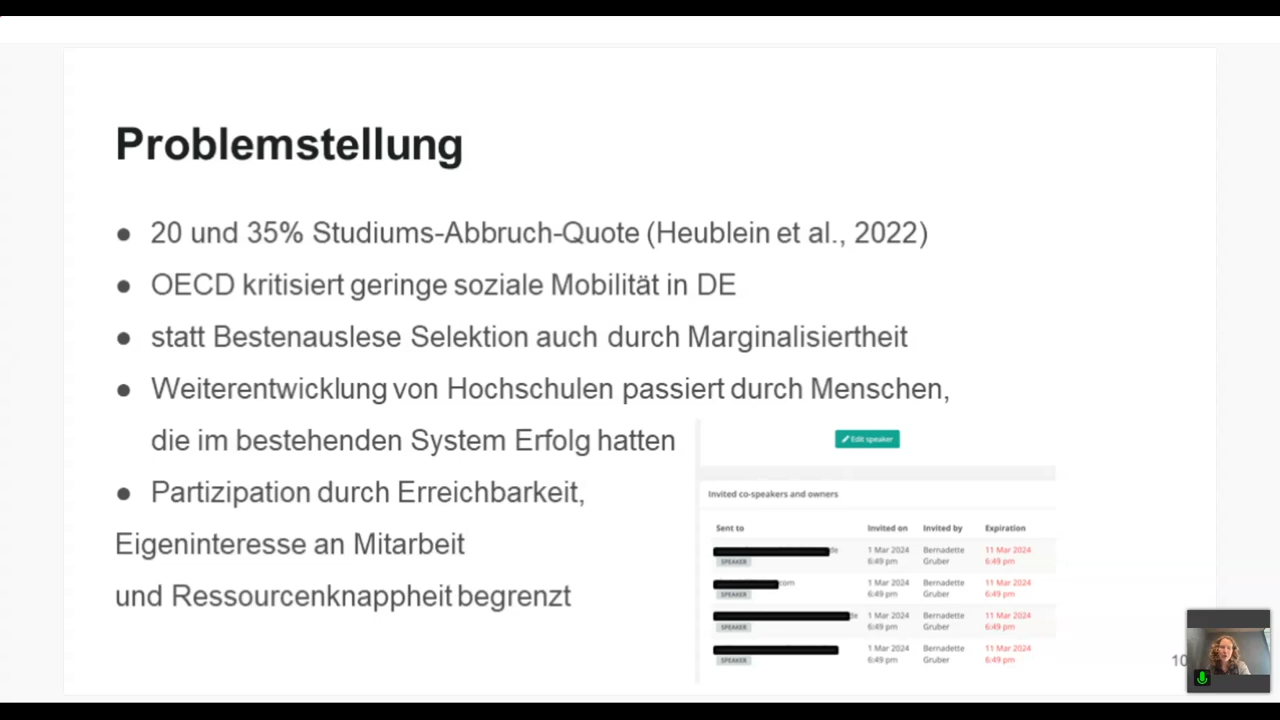 Problemstellung
● 20 und 35% Studiums-Abbruch-Quote (Heublein et al., 2022)
● OECD kritisiert geringe soziale Mobilität in DE
● statt Bestenauslese Selektion auch durch Marginalisiertheit
● Weiterentwicklung von Hochschulen passiert durch Menschen,
die im bestehenden System Erfolg hatten
● Partizipation durch Erreichbarkeit,
Eigeninteresse an Mitarbeit
und Ressourcenknappheit begrenzt
Edit speaker
Invited co-speakers and owners
Sent to Invited on Invited by Expiration
de 1 Mar 2024 Bernadette 11 Mar 2024
SPEAKER 6:49 pm Gruber 6:49 pm
com 1 Mar 2024 Bernadette 11 Mar 2024
SPEAKER 6:49 pm Gruber 6:49 pm
de 1 Mar 2024 Bernadette 11 Mar 2024
SPEAKER 6:49 pm Gruber 6:49 pm
1 Mar 2024 Bernadette 11 Mar 2024
SPEAKER 6:49 pm Gruber 6:49 pm
10